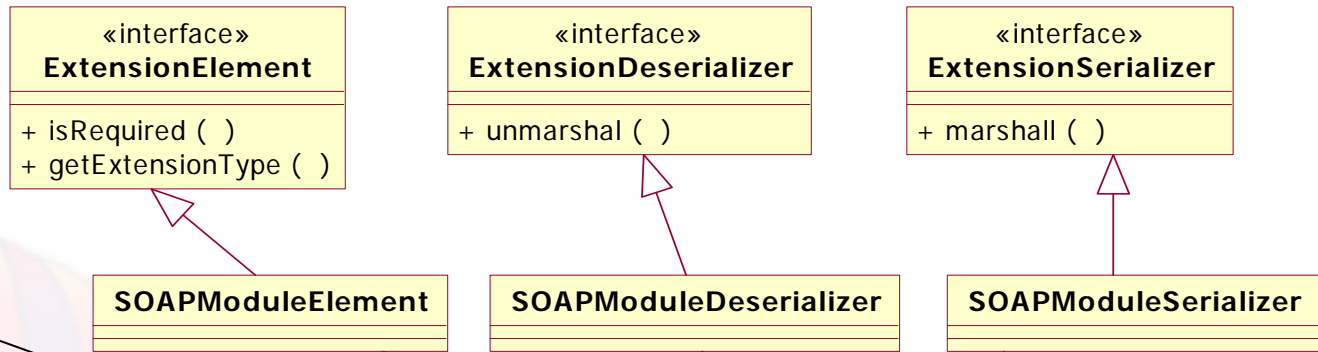 «interface»
ExtensionElement
+ isRequired ( )
+ getExtensionType ( )
«interface»
ExtensionDeserializer
+ unmarshal ( )
«interface»
ExtensionSerializer
+ marshall ( )
SOAPModuleElement
SOAPModuleDeserializer
SOAPModuleSerializer